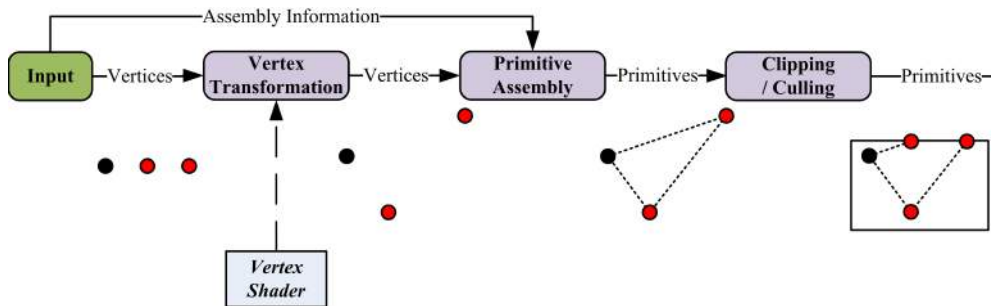 Assembly Information
Input
Vertices
Vertex
Transformation
Vertices
Primitive
Assembly
Primitives
Clipping
/ Culling
Primitives
Vertex
Shader